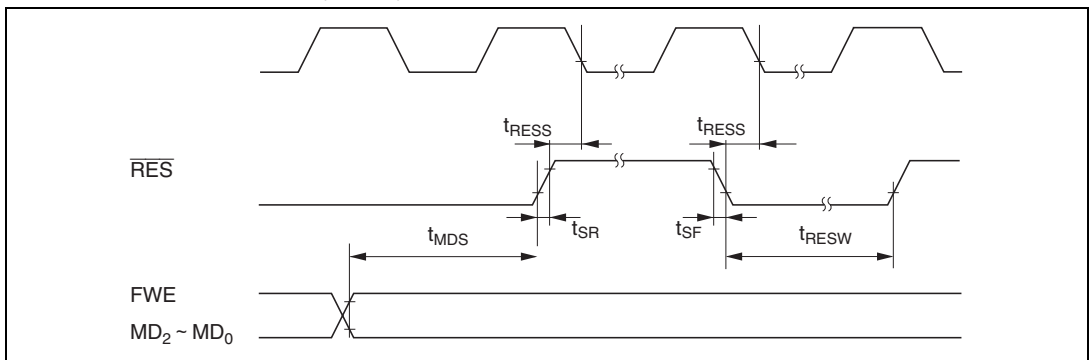 tRESS tRESS
RES
tSR tSF
tMDS tRESW
FWE
MD2 ~ MD0